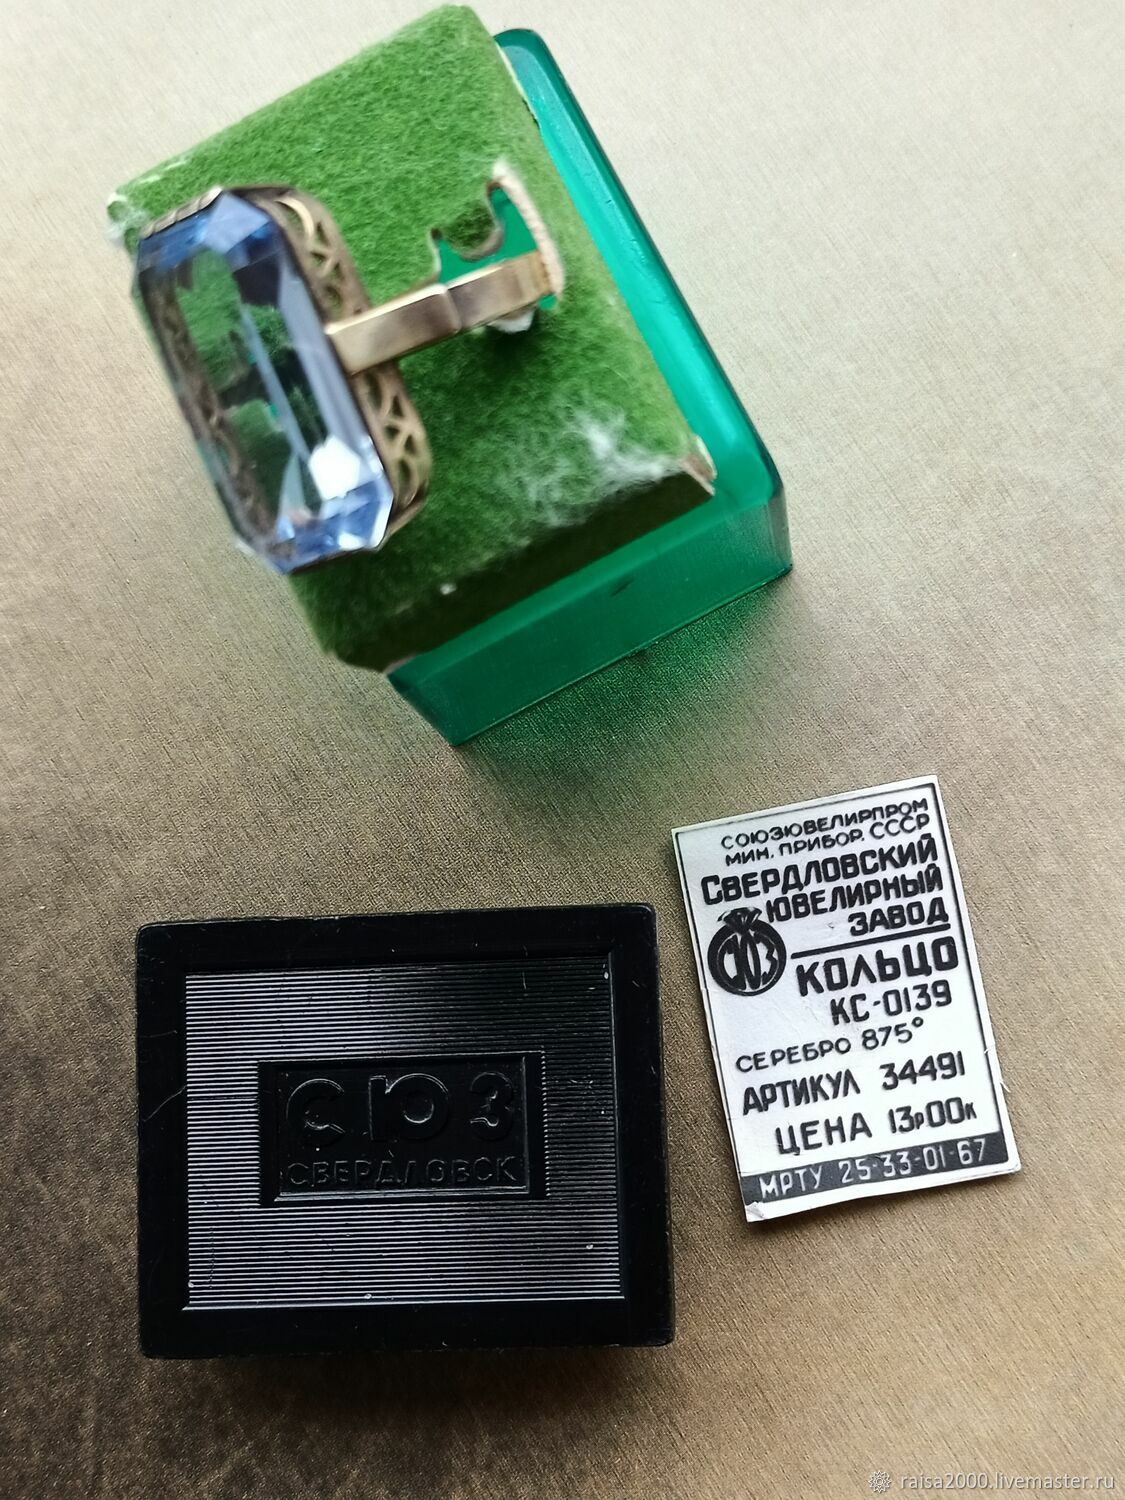 СОЮЗЮВЕЛИРПРОМ
МИН. ПРИБОР. СССР
СВЕРДЛОВСКИЙ
ЮВЕЛИРНЫЙ
ЗАВОД
СЮЗ
КОЛЬЦО
КС-0139
СЕРЕБРО 875°
АРТИКУЛ 34491
ЦЕНА 13р00к
МРТУ 25-33-01-67
СЮЗ
СВЕРДЛОВСК
raisa2000.livemaster.ru